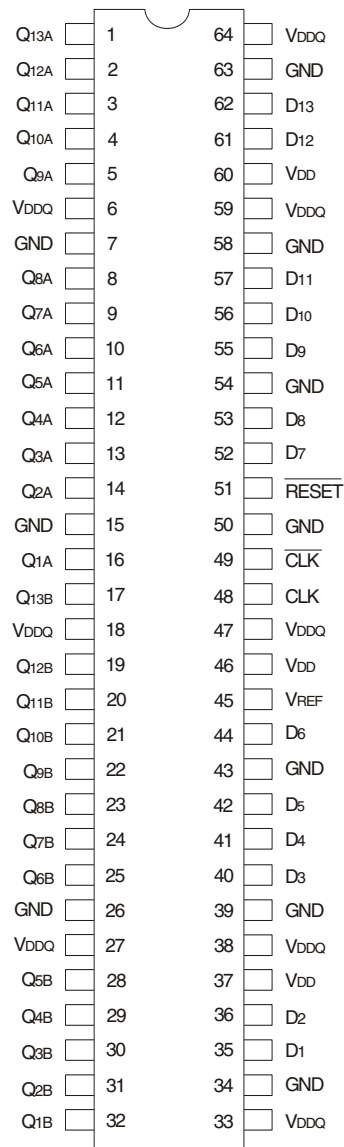 Q13A 1 64 VDDQ
Q12A 2 63 GND
Q11A 3 62 D13
Q10A 4 61 D12
Q9A 5 60 VDD
VDDQ 6 59 VDDQ
GND 7 58 GND
Q8A 8 57 D11
Q7A 9 56 D10
Q6A 10 55 D9
Q5A 11 54 GND
Q4A 12 53 D8
Q3A 13 52 D7
Q2A 14 51 R̅E̅S̅E̅T̅
GND 15 50 GND
Q1A 16 49 C̅L̅K̅
Q13B 17 48 CLK
VDDQ 18 47 VDDQ
Q12B 19 46 VDD
Q11B 20 45 VREF
Q10B 21 44 D6
Q9B 22 43 GND
Q8B 23 42 D5
Q7B 24 41 D4
Q6B 25 40 D3
GND 26 39 GND
VDDQ 27 38 VDDQ
Q5B 28 37 VDD
Q4B 29 36 D2
Q3B 30 35 D1
Q2B 31 34 GND
Q1B 32 33 VDDQ